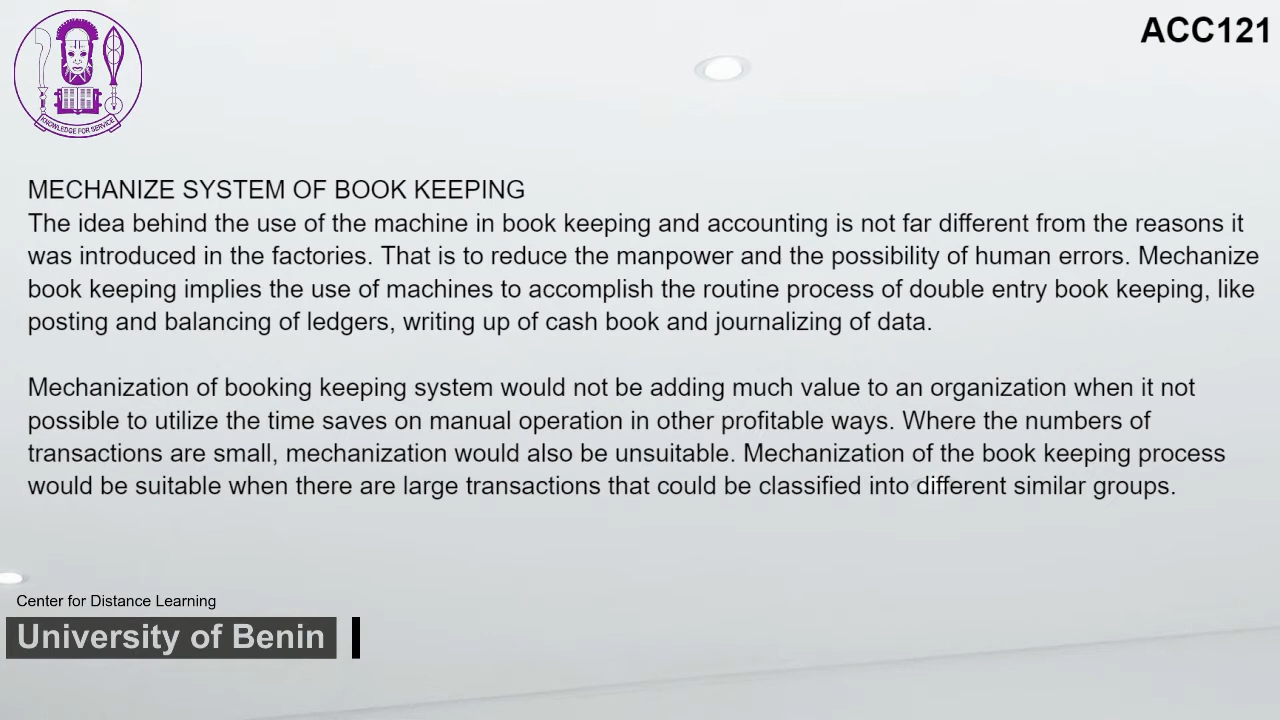 ACC121
KNOWLEDGE FOR SERVICE
MECHANIZE SYSTEM OF BOOK KEEPING
The idea behind the use of the machine in book keeping and accounting is not far different from the reasons it
was introduced in the factories. That is to reduce the manpower and the possibility of human errors. Mechanize
book keeping implies the use of machines to accomplish the routine process of double entry book keeping, like
posting and balancing of ledgers, writing up of cash book and journalizing of data.
Mechanization of booking keeping system would not be adding much value to an organization when it not
possible to utilize the time saves on manual operation in other profitable ways. Where the numbers of
transactions are small, mechanization would also be unsuitable. Mechanization of the book keeping process
would be suitable when there are large transactions that could be classified into different similar groups.
Center for Distance Learning
University of Benin